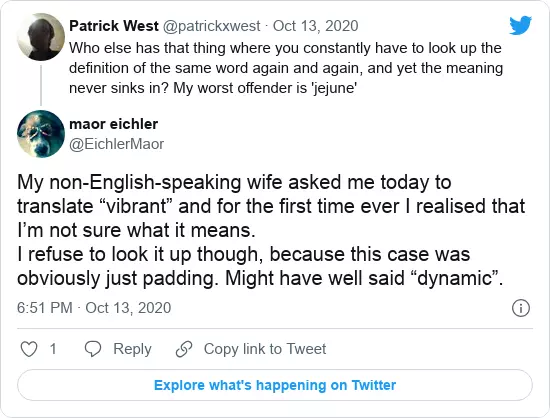 Patrick West @patrickxwest · Oct 13, 2020
Who else has that thing where you constantly have to look up the
definition of the same word again and again, and yet the meaning
never sinks in? My worst offender is 'jejune'
maor eichler
@EichlerMaor
My non-English-speaking wife asked me today to
translate “vibrant” and for the first time ever I realised that
I’m not sure what it means.
I refuse to look it up though, because this case was
obviously just padding. Might have well said “dynamic”.
6:51 PM · Oct 13, 2020
1 Reply Copy link to Tweet
Explore what's happening on Twitter